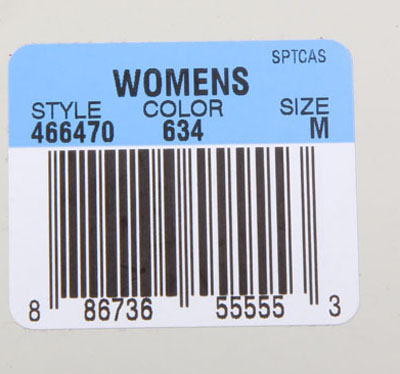 SPTCAS
WOMENS
STYLE COLOR SIZE
466470 634 M
8 86736 55555 3